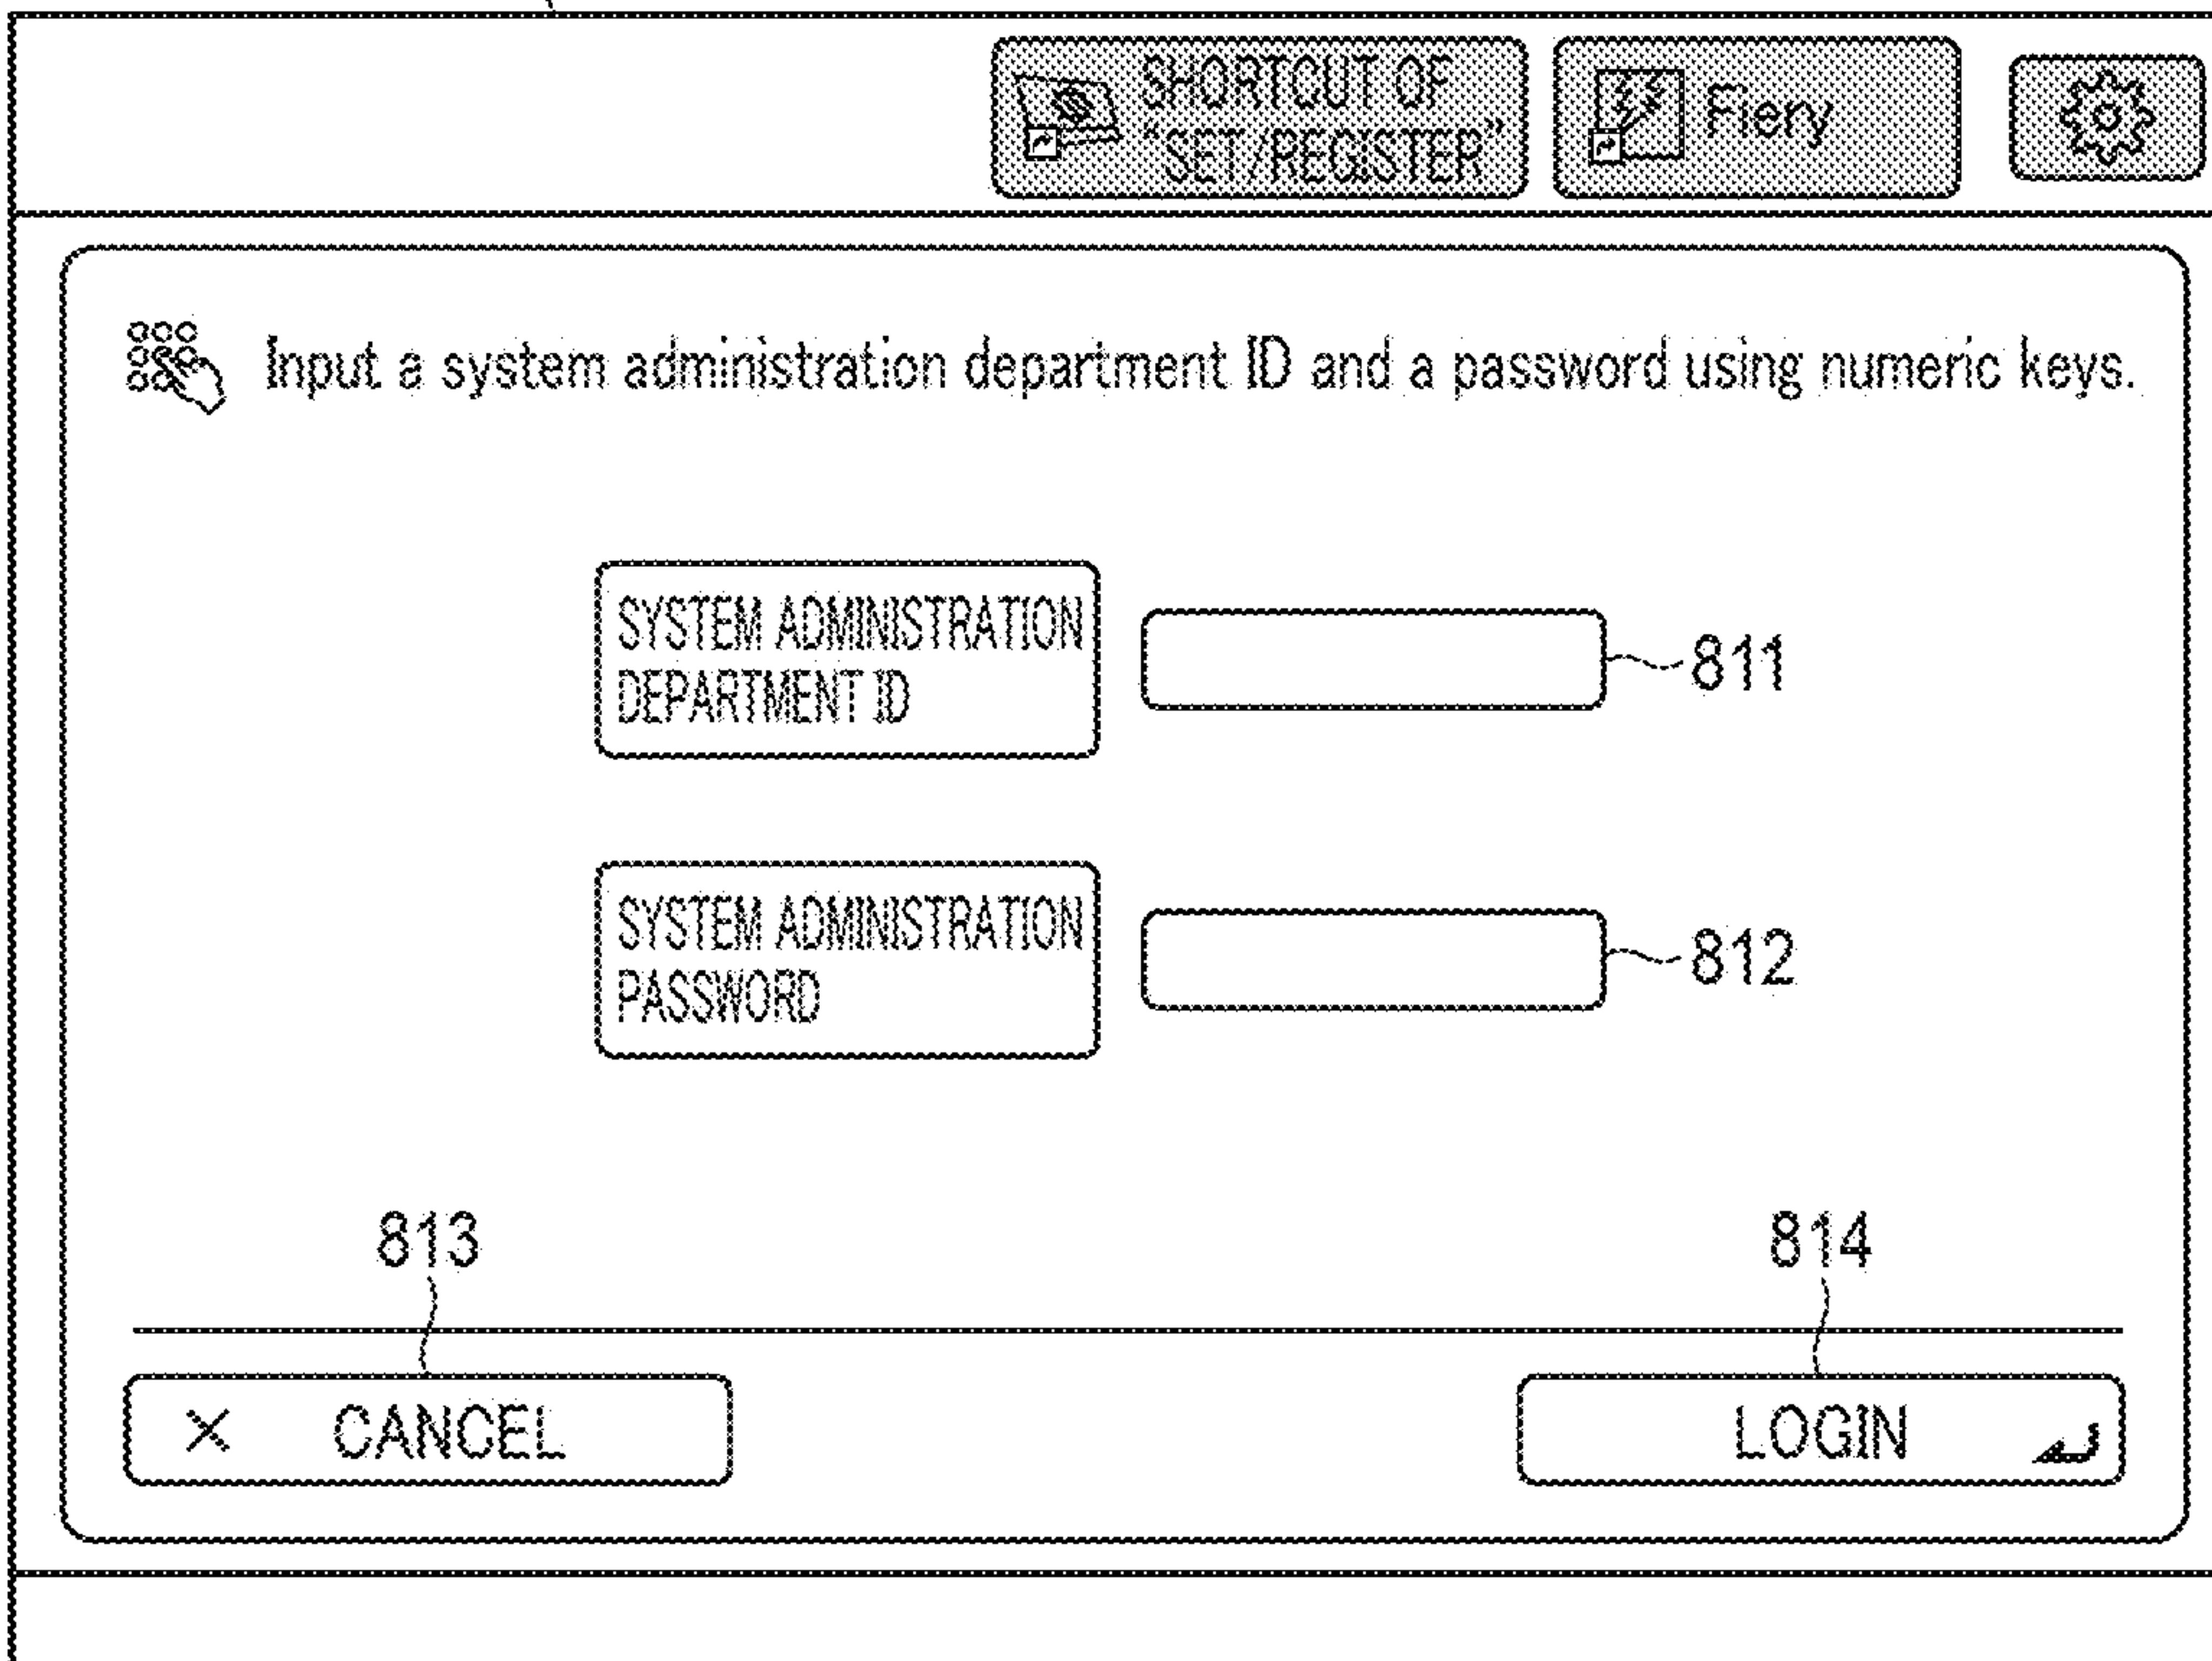 SHORTCUT OF
"SET/REGISTER"
Fiery
Input a system administration department ID and a password using numeric keys.
SYSTEM ADMINISTRATION
DEPARTMENT ID
811
SYSTEM ADMINISTRATION
PASSWORD
812
813
814
CANCEL
LOGIN